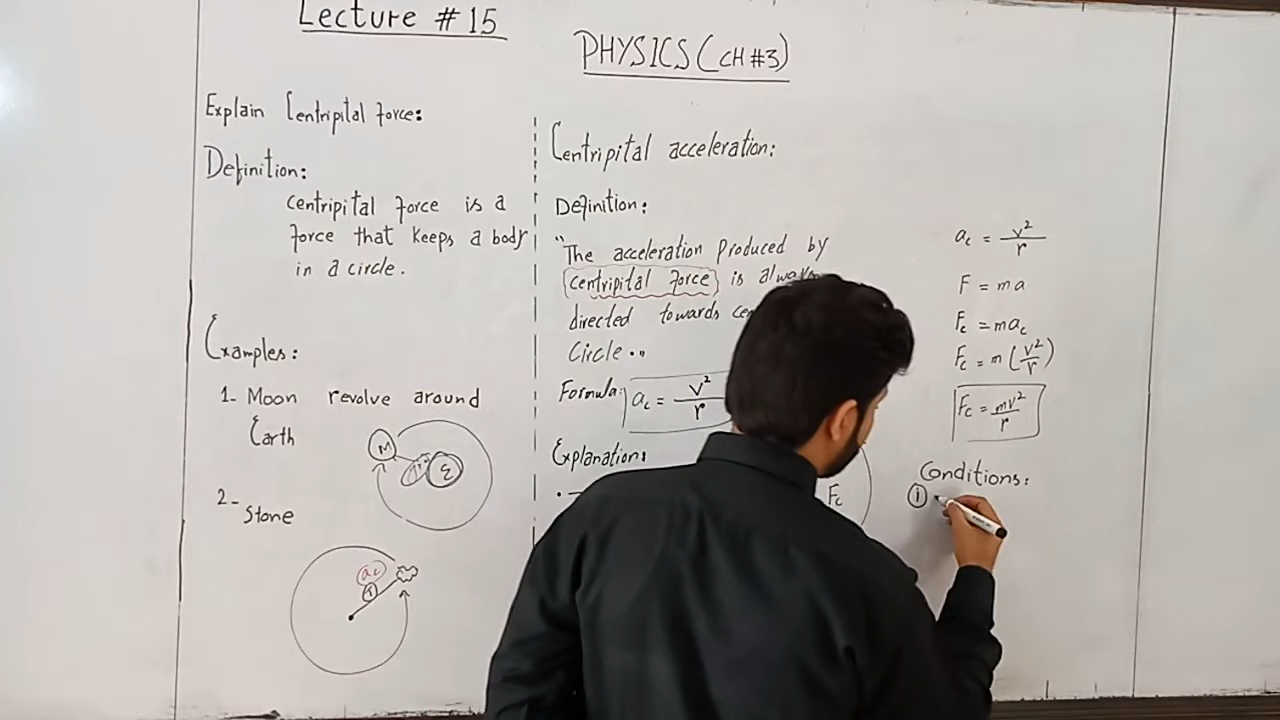 Lecture # 15
PHYSICS (CH #3)
Explain Centripital force:
Definition:
centripital force is a
force that keeps a body
in a circle.
Examples:
1- Moon revolve around
Earth
M
E
2- Stone
ac
T
Centripital acceleration:
Definition:
"The acceleration produced by
centripital force is
directed towards
Circle."
Formula: ac = v²/r
Explanation:
Fc
ac = v²/r
F = ma
Fc = mac
Fc = m(v²/r)
Fc = mv²/r
Conditions:
(i)